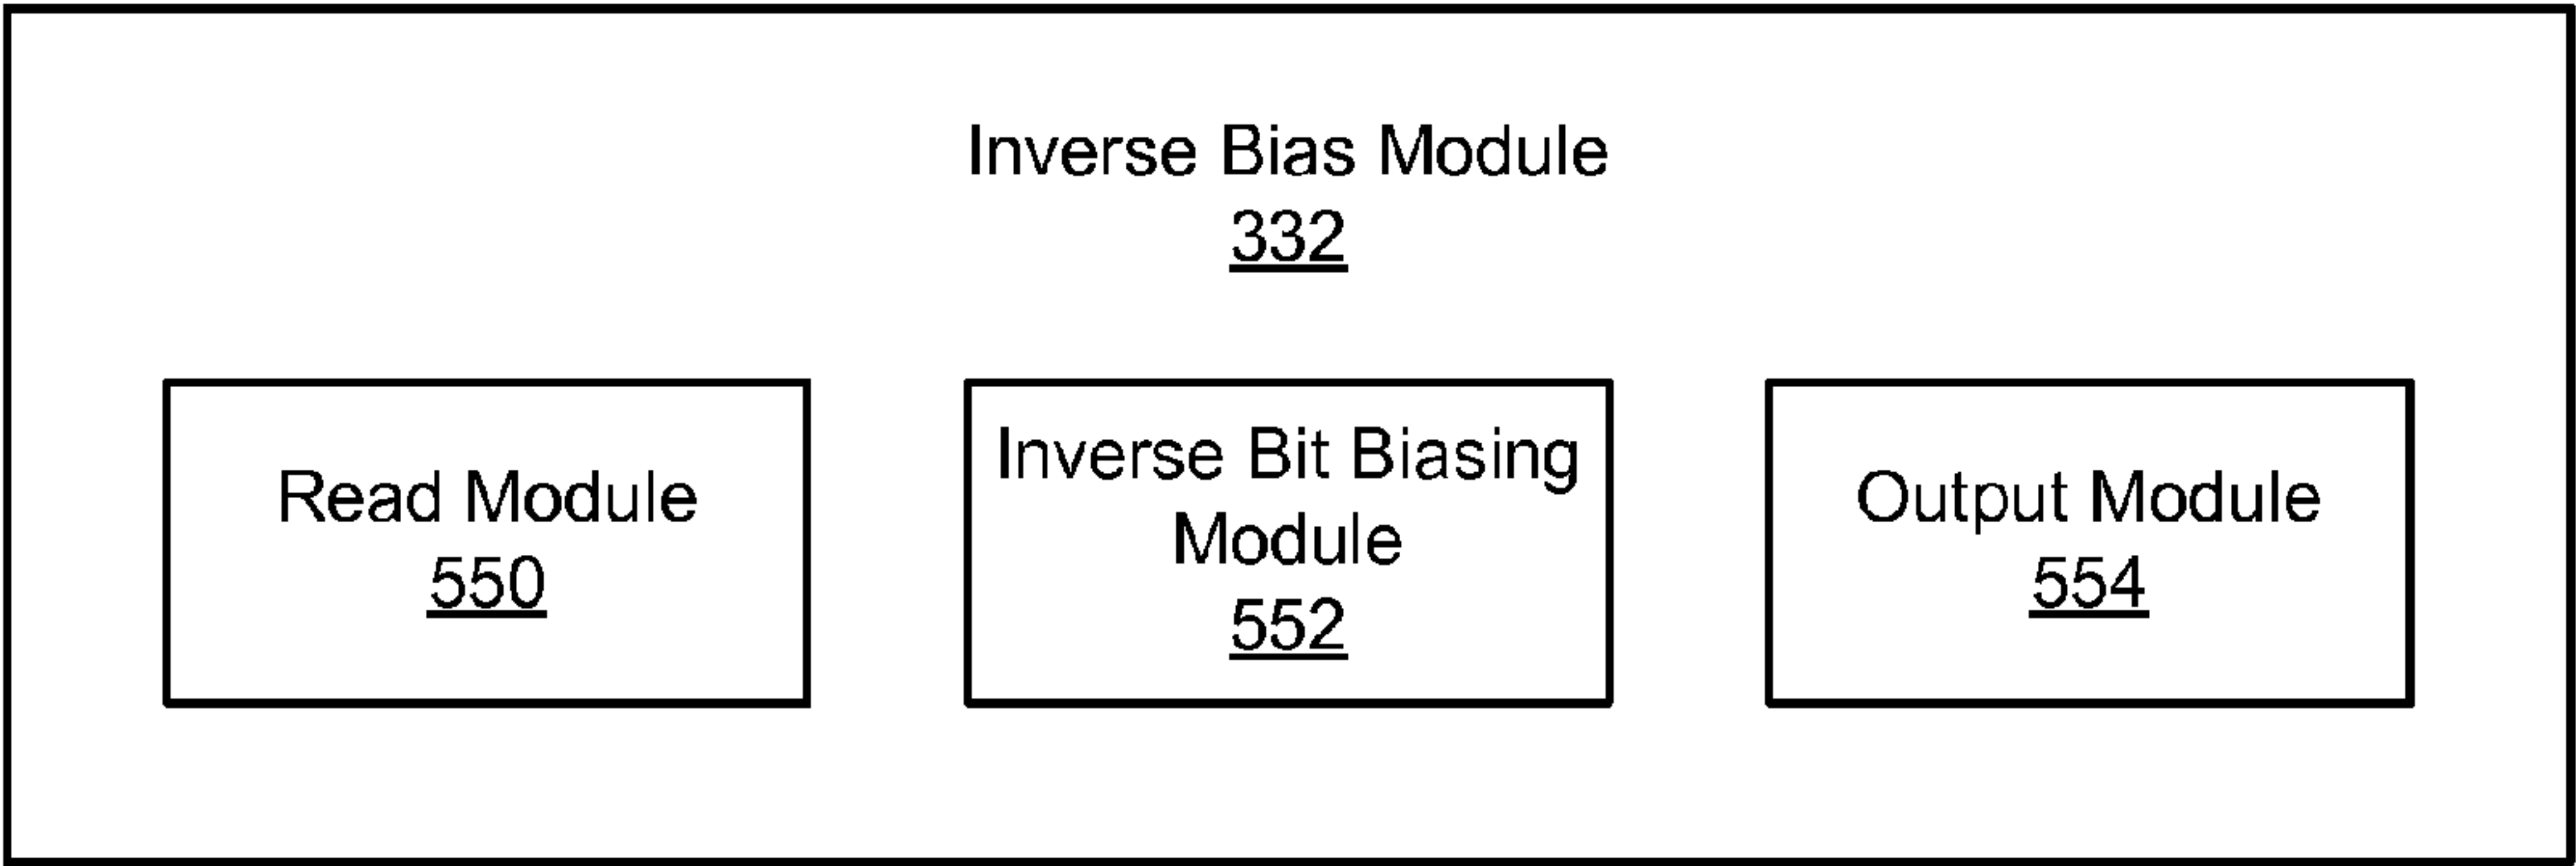 Inverse Bias Module
332
Read Module
550
Inverse Bit Biasing
Module
552
Output Module
554